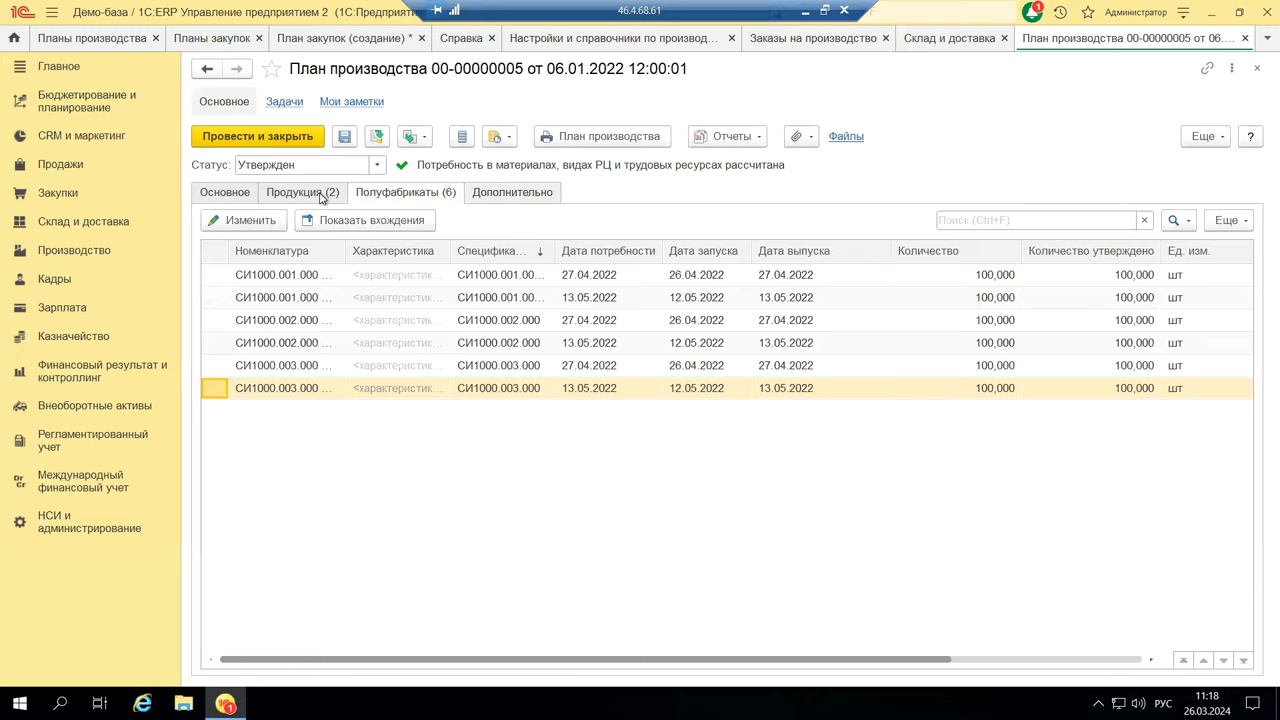 Демо-база / 1С:ERP Управление предприятием 2 (1С:Предприяти
46.4.68.61
1
Администратор
Планы производства
Планы закупок
План закупок (создание) *
Справка
Настройки и справочники по производ...
Заказы на производство
Склад и доставка
План производства 00-00000005 от 06....
Главное
Бюджетирование и
планирование
CRM и маркетинг
Продажи
Закупки
Склад и доставка
Производство
Кадры
Зарплата
Казначейство
Финансовый результат и
контроллинг
Внеоборотные активы
Регламентированный
учет
Международный
финансовый учет
НСИ и
администрирование
План производства 00-00000005 от 06.01.2022 12:00:01
Основное Задачи Мои заметки
Провести и закрыть План производства Отчеты Файлы Еще ?
Статус: Утвержден Потребность в материалах, видах РЦ и трудовых ресурсах рассчитана
Основное Продукция (2) Полуфабрикаты (6) Дополнительно
Изменить Показать вхождения Поиск (Ctrl+F) Еще
Номенклатура Характеристика Специфика... Дата потребности Дата запуска Дата выпуска Количество Количество утверждено Ед. изм.
СИ1000.001.000 ... <характеристик... СИ1000.001.00... 27.04.2022 26.04.2022 27.04.2022 100,000 100,000 шт
СИ1000.001.000 ... <характеристик... СИ1000.001.00... 13.05.2022 12.05.2022 13.05.2022 100,000 100,000 шт
СИ1000.002.000 ... <характеристик... СИ1000.002.000 27.04.2022 26.04.2022 27.04.2022 100,000 100,000 шт
СИ1000.002.000 ... <характеристик... СИ1000.002.000 13.05.2022 12.05.2022 13.05.2022 100,000 100,000 шт
СИ1000.003.000 ... <характеристик... СИ1000.003.000 27.04.2022 26.04.2022 27.04.2022 100,000 100,000 шт
СИ1000.003.000 ... <характеристик... СИ1000.003.000 13.05.2022 12.05.2022 13.05.2022 100,000 100,000 шт
РУС
11:18
26.03.2024